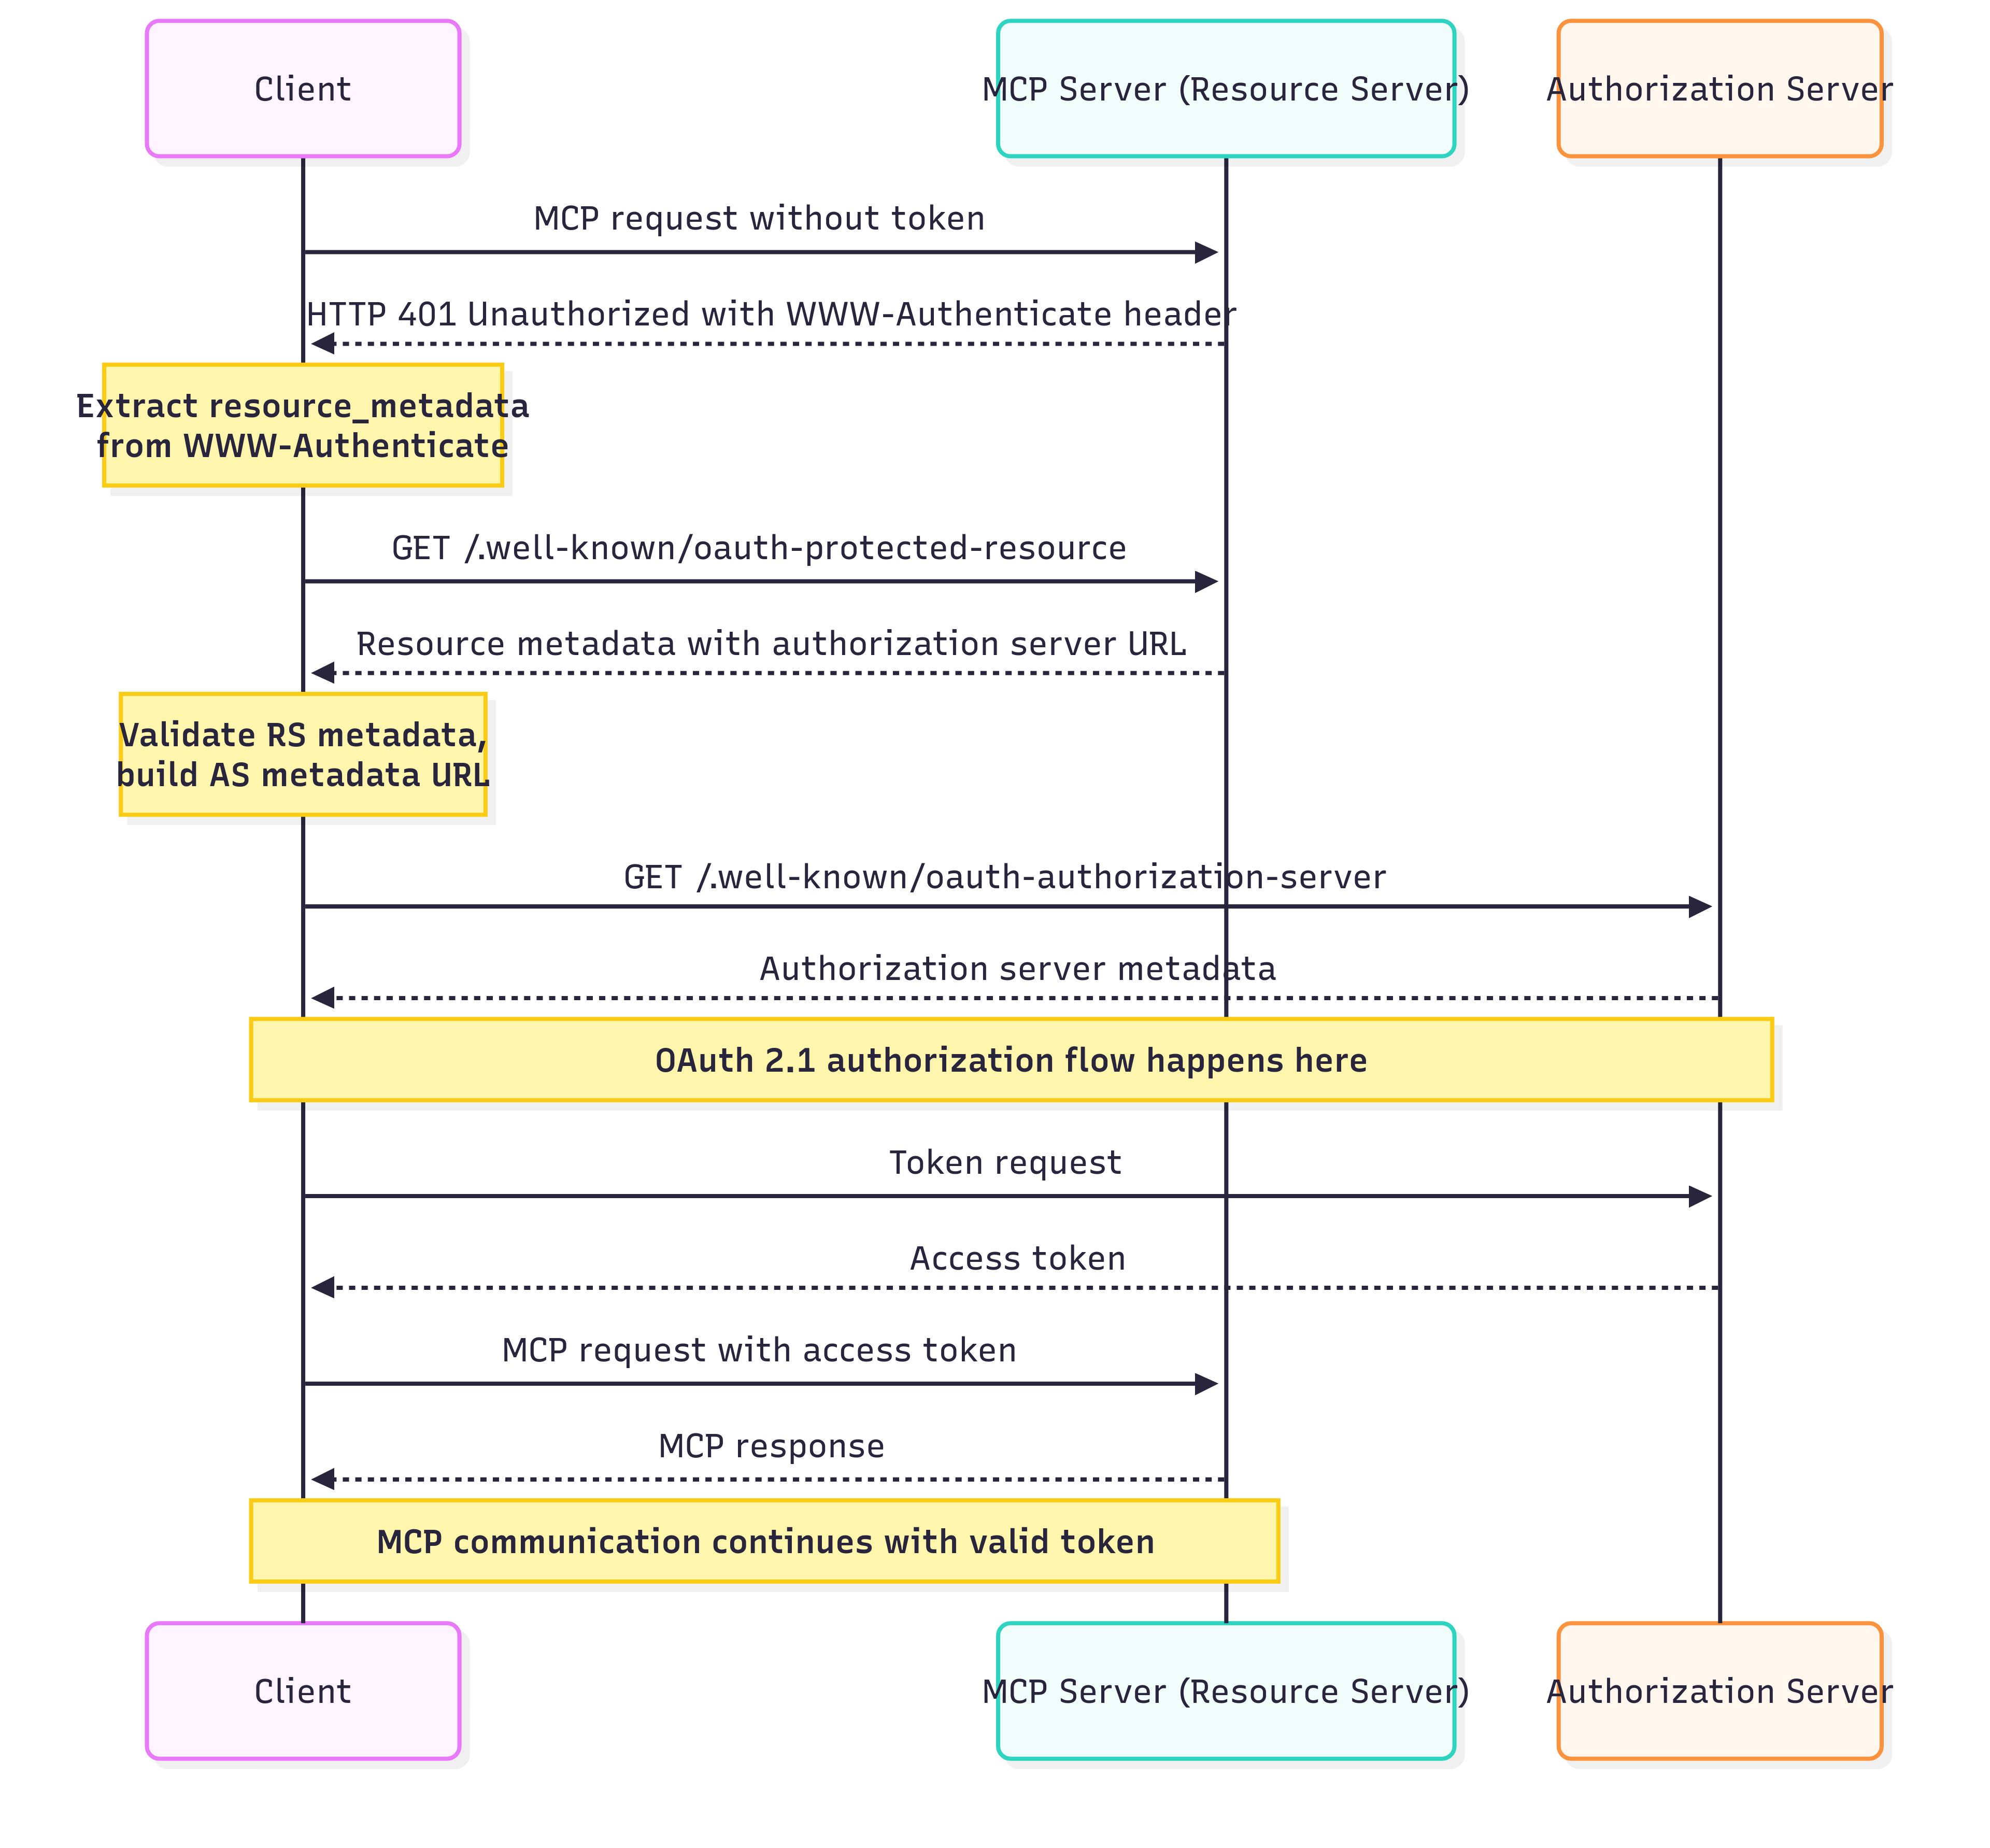 Client
MCP Server (Resource Server)
Authorization Server
MCP request without token
HTTP 401 Unauthorized with WWW-Authenticate header
Extract resource_metadata
from WWW-Authenticate
GET /.well-known/oauth-protected-resource
Resource metadata with authorization server URL
Validate RS metadata,
build AS metadata URL
GET /.well-known/oauth-authorization-server
Authorization server metadata
OAuth 2.1 authorization flow happens here
Token request
Access token
MCP request with access token
MCP response
MCP communication continues with valid token
Client
MCP Server (Resource Server)
Authorization Server